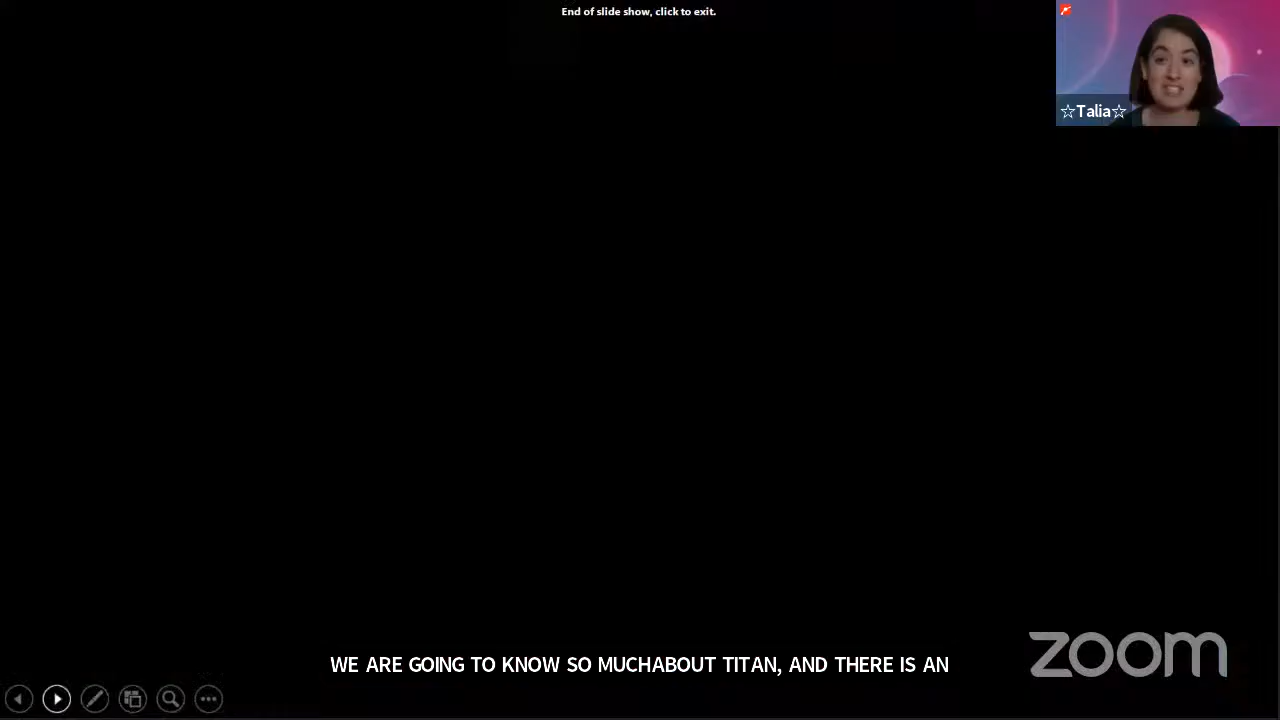 End of slide show, click to exit.
☆Talia☆
WE ARE GOING TO KNOW SO MUCHABOUT TITAN, AND THERE IS AN
zoom